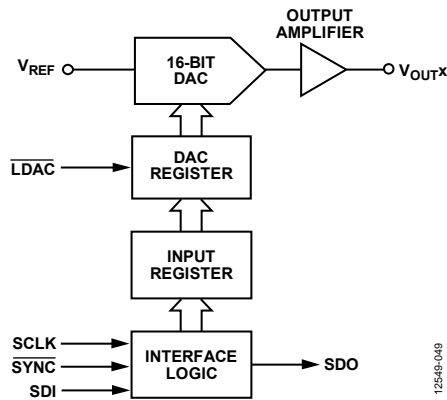 OUTPUT
AMPLIFIER
VREF
16-BIT
DAC
VOUTX
LDAC
DAC
REGISTER
INPUT
REGISTER
SCLK
SYNC
SDI
INTERFACE
LOGIC
SDO
12549-049